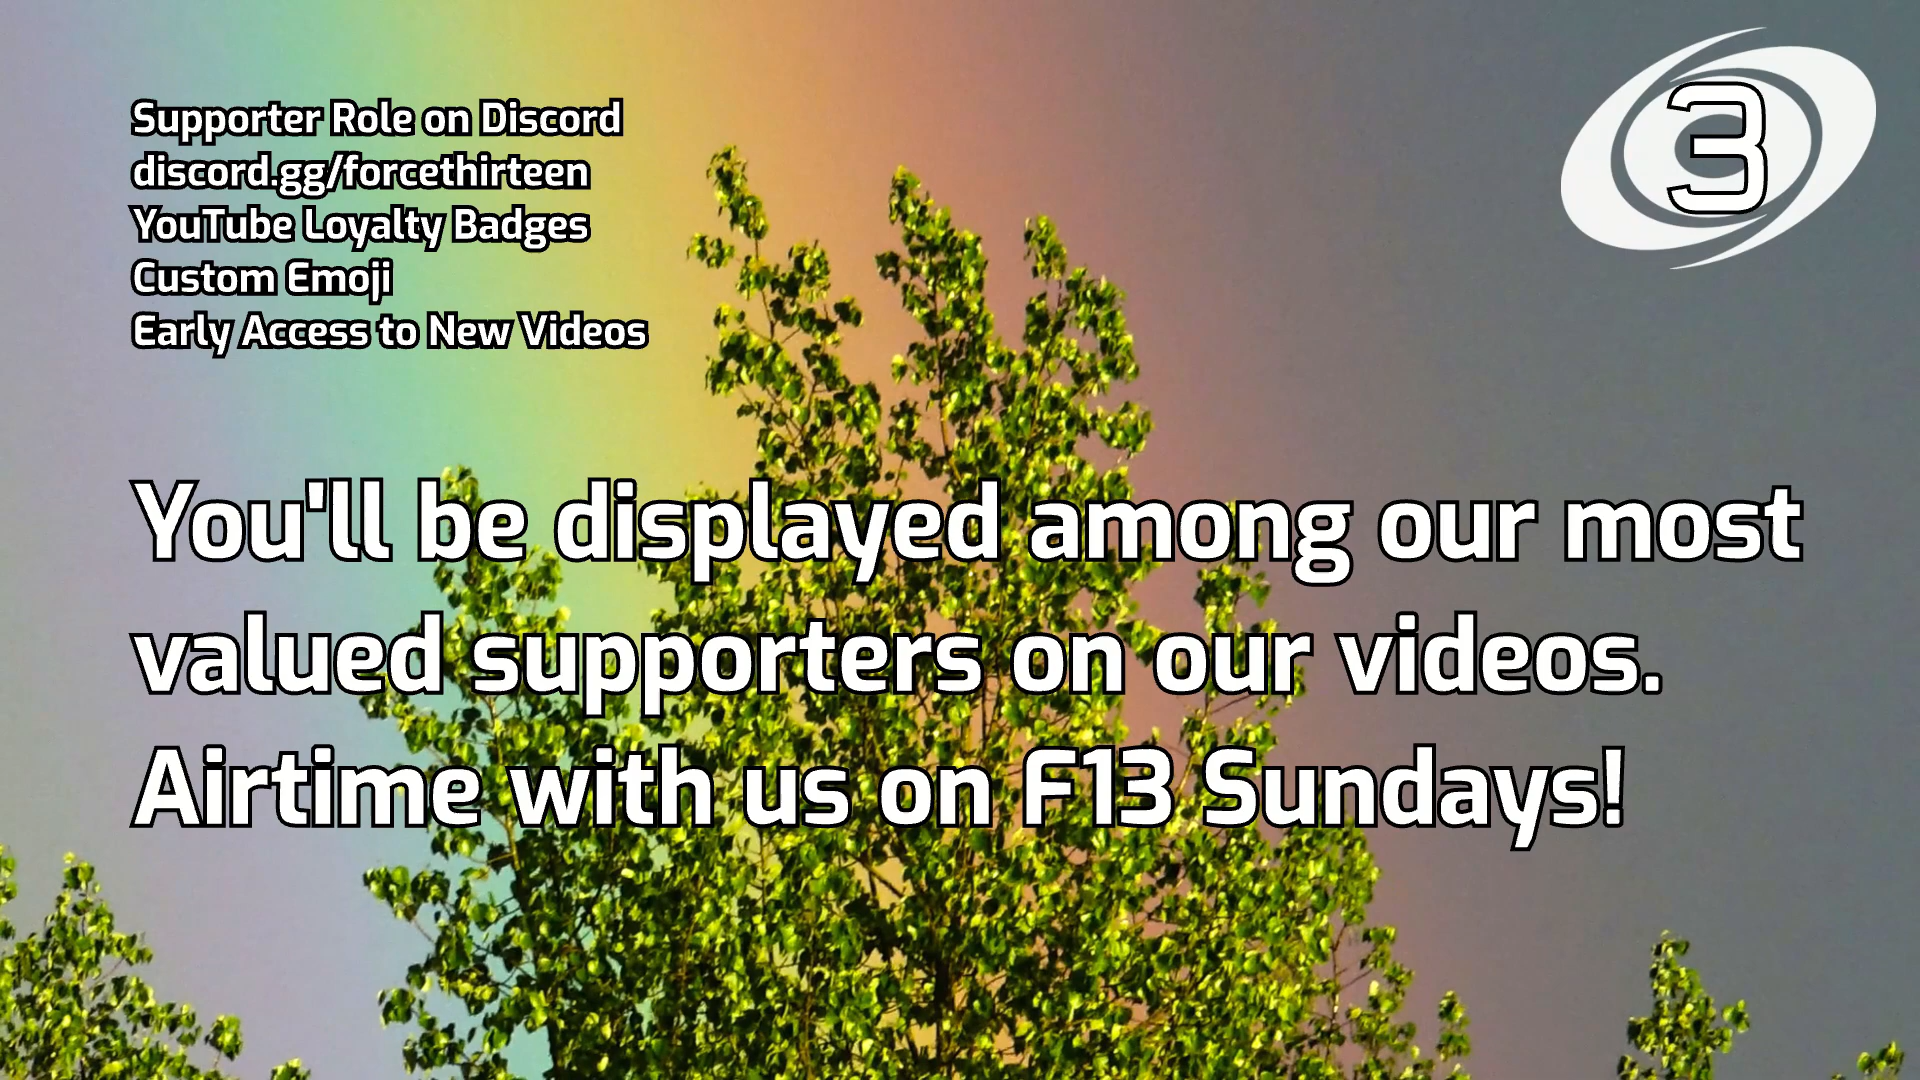 Supporter Role on Discord
discord.gg/forcethirteen
YouTube Loyalty Badges
Custom Emoji
Early Access to New Videos
3
You'll be displayed among our most
valued supporters on our videos.
Airtime with us on F13 Sundays!